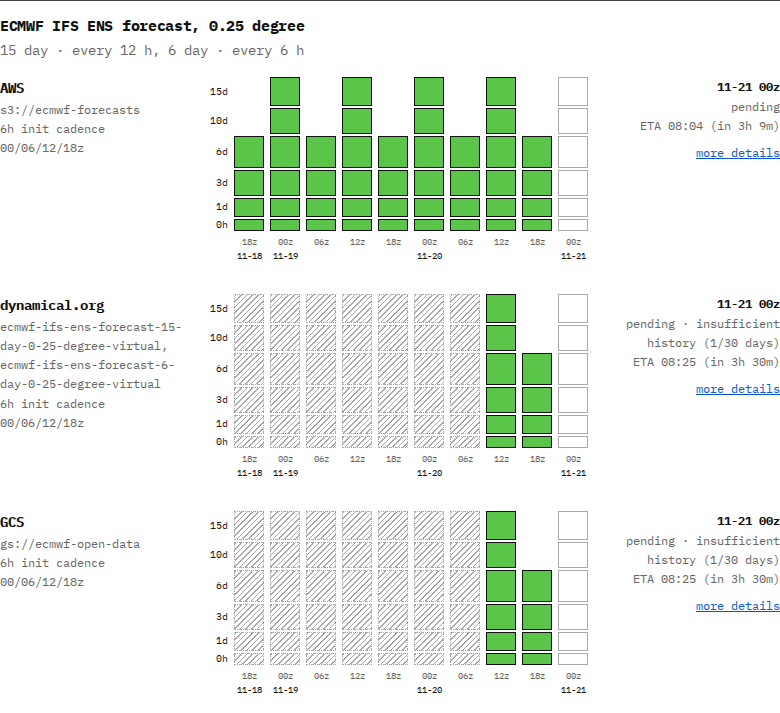 ECMWF IFS ENS forecast, 0.25 degree
15 day · every 12 h, 6 day · every 6 h
AWS
s3://ecmwf-forecasts
6h init cadence
00/06/12/18z
15d
10d
6d
3d
1d
0h
18z 00z 06z 12z 18z 00z 06z 12z 18z 00z
11-18 11-19 11-20 11-21
11-21 00z
pending
ETA 08:04 (in 3h 9m)
more details
dynamical.org
ecmwf-ifs-ens-forecast-15-
day-0-25-degree-virtual,
ecmwf-ifs-ens-forecast-6-
day-0-25-degree-virtual
6h init cadence
00/06/12/18z
15d
10d
6d
3d
1d
0h
18z 00z 06z 12z 18z 00z 06z 12z 18z 00z
11-18 11-19 11-20 11-21
11-21 00z
pending · insufficient
history (1/30 days)
ETA 08:25 (in 3h 30m)
more details
GCS
gs://ecmwf-open-data
6h init cadence
00/06/12/18z
15d
10d
6d
3d
1d
0h
18z 00z 06z 12z 18z 00z 06z 12z 18z 00z
11-18 11-19 11-20 11-21
11-21 00z
pending · insufficient
history (1/30 days)
ETA 08:25 (in 3h 30m)
more details